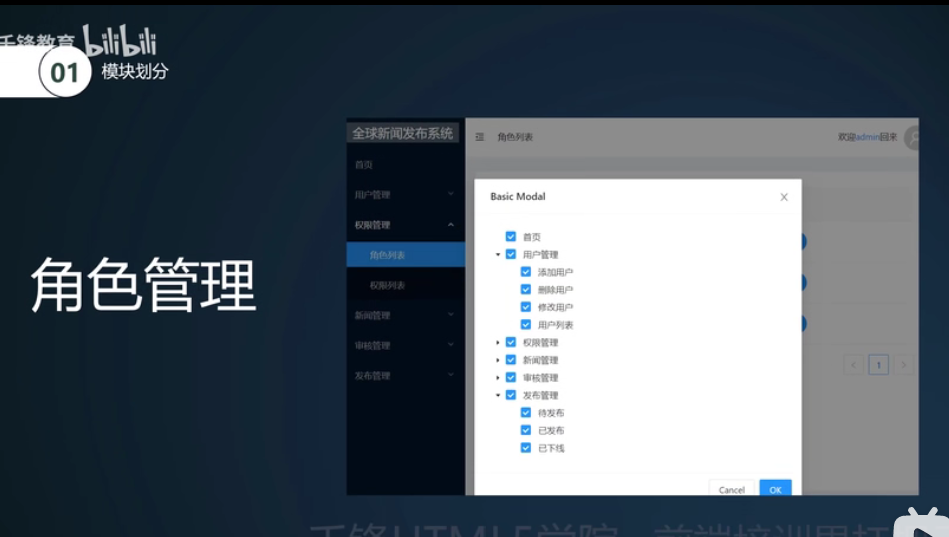 千锋教育 bilibili
01 模块划分
角色管理
全球新闻发布系统
首页
用户管理
权限管理
角色列表
权限列表
新闻管理
审核管理
发布管理
角色列表
欢迎admin回来
Basic Modal
首页
用户管理
添加用户
删除用户
修改用户
用户列表
权限管理
新闻管理
审核管理
发布管理
待发布
已发布
已下线
1
Cancel OK